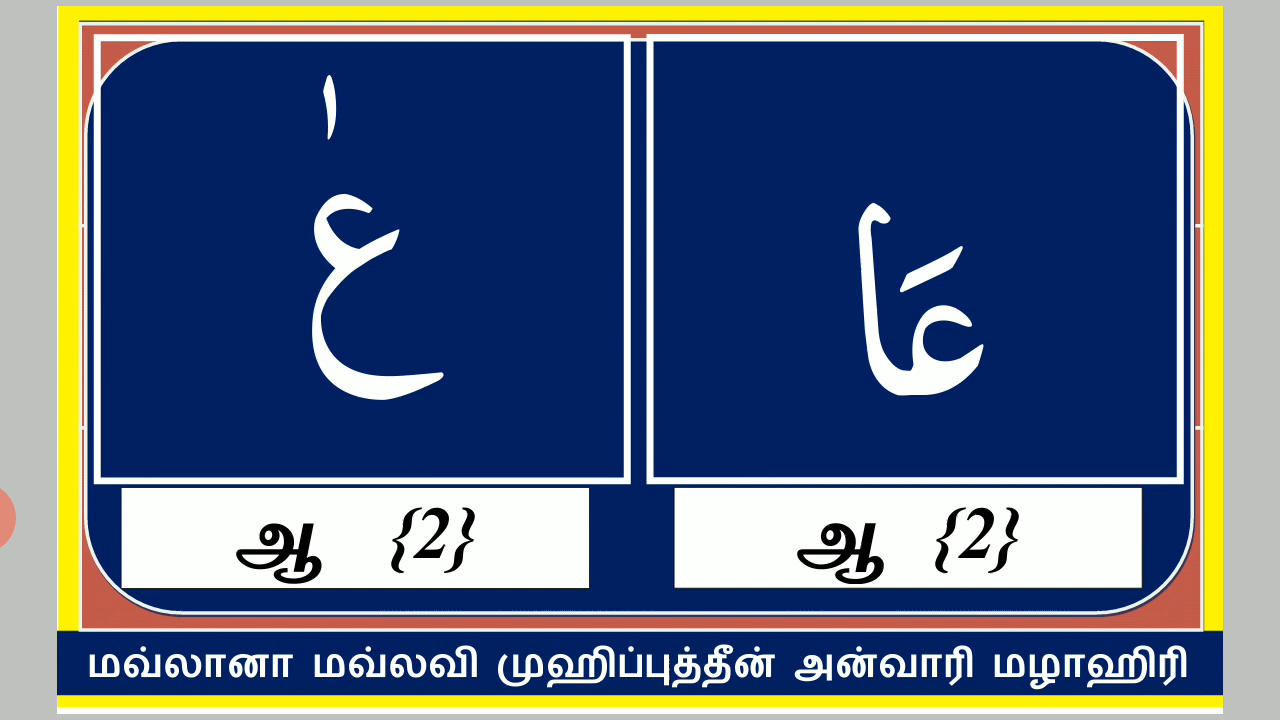 عٰ عَا
ஆ {2} ஆ {2}
மவ்லானா மவ்லவி முஹிப்புத்தீன் அன்வாரி மழாஹிரி